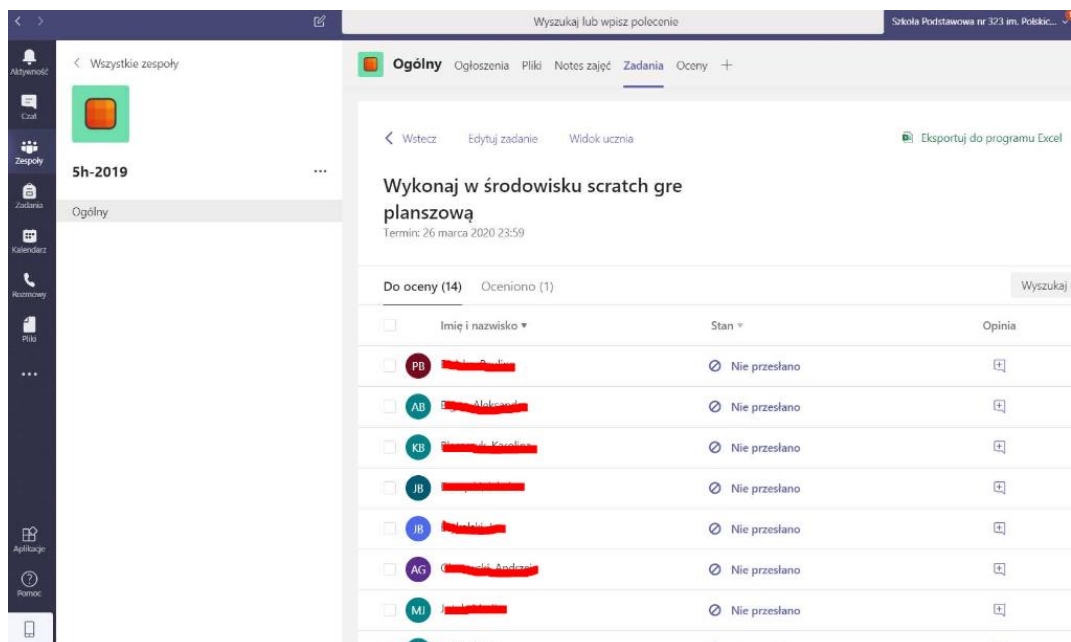 Wyszukaj lub wpisz polecenie
Szkoła Podstawowa nr 323 im. Polskic...
Aktywność
Czat
Zespoły
Zadania
Kalendarz
Rozmowy
Pliki
Aplikacje
Pomoc
Wszystkie zespoły
5h-2019
Ogólny
Ogólny Ogłoszenia Pliki Notes zajęć Zadania Oceny
Wstecz Edytuj zadanie Widok ucznia
Eksportuj do programu Excel
Wykonaj w środowisku scratch gre
planszową
Termin: 26 marca 2020 23:59
Do oceny (14) Oceniono (1)
Wyszukaj
Imię i nazwisko Stan Opinia
PB Nie przesłano
AB Nie przesłano
KB Nie przesłano
JB Nie przesłano
JB Nie przesłano
AG Nie przesłano
MJ Nie przesłano